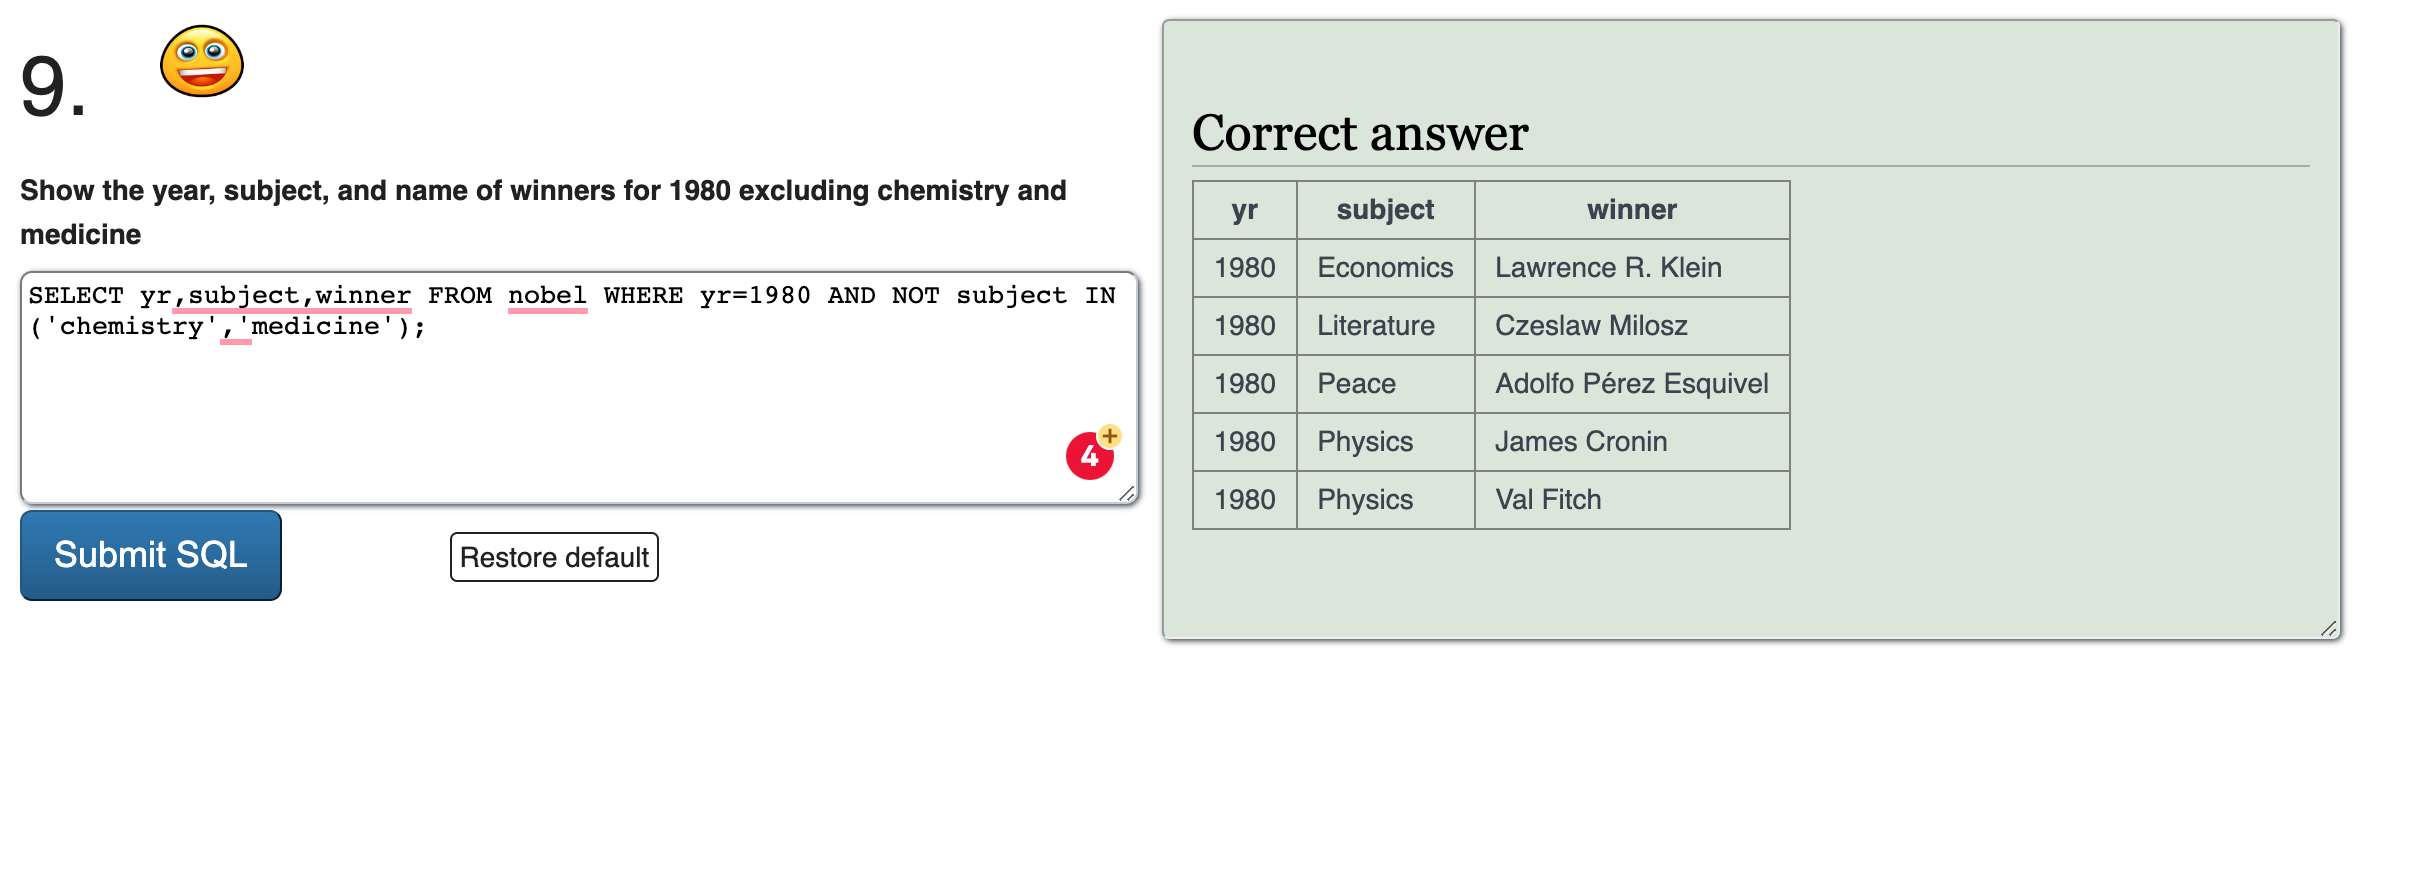 9.
Show the year, subject, and name of winners for 1980 excluding chemistry and
medicine
SELECT yr,subject,winner FROM nobel WHERE yr=1980 AND NOT subject IN
('chemistry','medicine');
4
+
Submit SQL
Restore default
Correct answer
yr subject winner
1980 Economics Lawrence R. Klein
1980 Literature Czeslaw Milosz
1980 Peace Adolfo Pérez Esquivel
1980 Physics James Cronin
1980 Physics Val Fitch